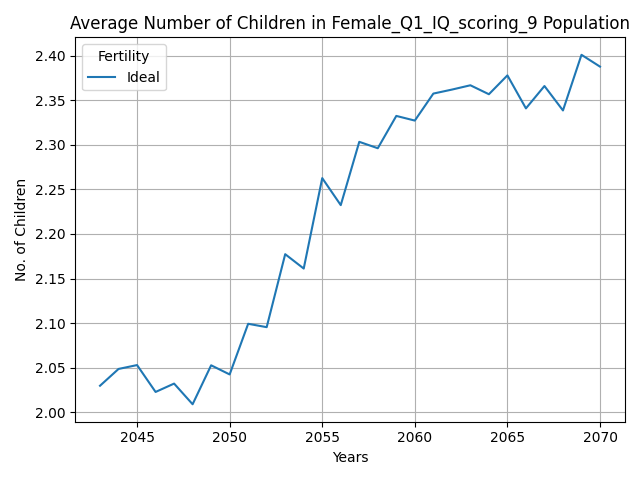 Average Number of Children in Female_Q1_IQ_scoring_9 Population
Fertility
Ideal
No. of Children
2.40
2.35
2.30
2.25
2.20
2.15
2.10
2.05
2.00
2045 2050 2055 2060 2065 2070
Years